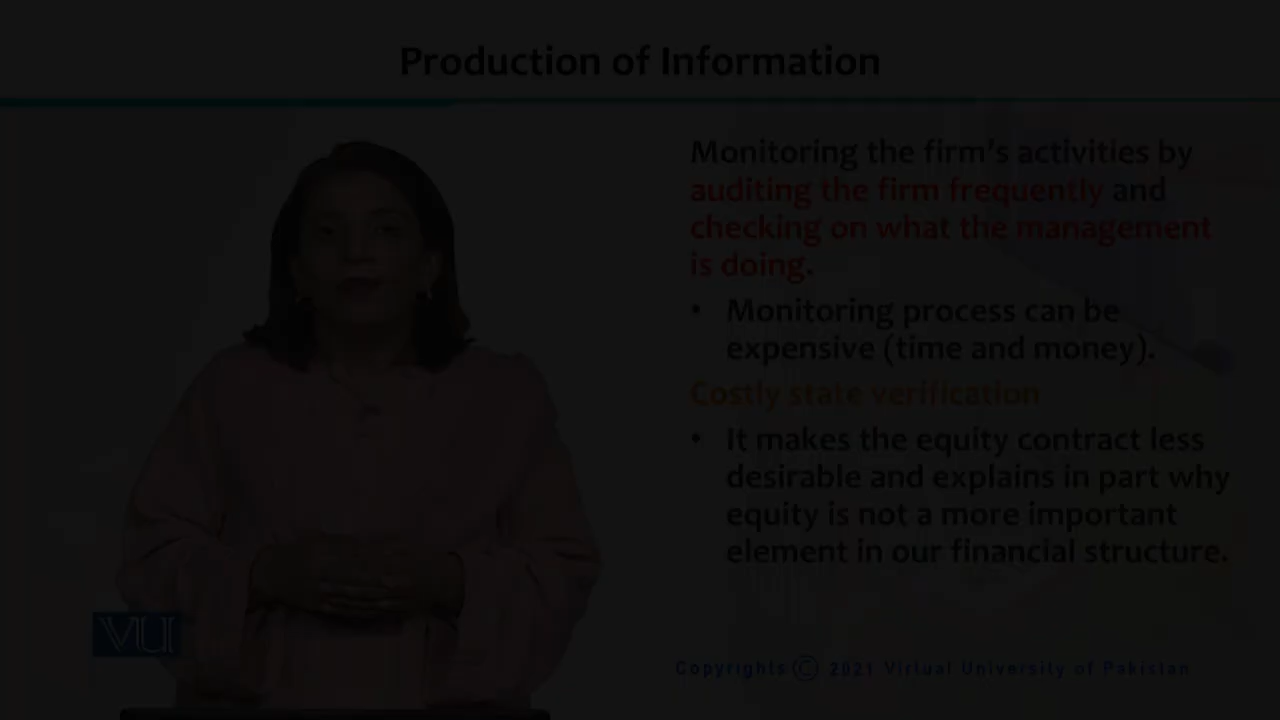 Production of Information
Monitoring the firm's activities by
auditing the firm frequently and
checking on what the management
is doing.
• Monitoring process can be
expensive (time and money).
Costly state verification
• It makes the equity contract less
desirable and explains in part why
equity is not a more important
element in our financial structure.
VU
Copyrights © 2021 Virtual University of Pakistan